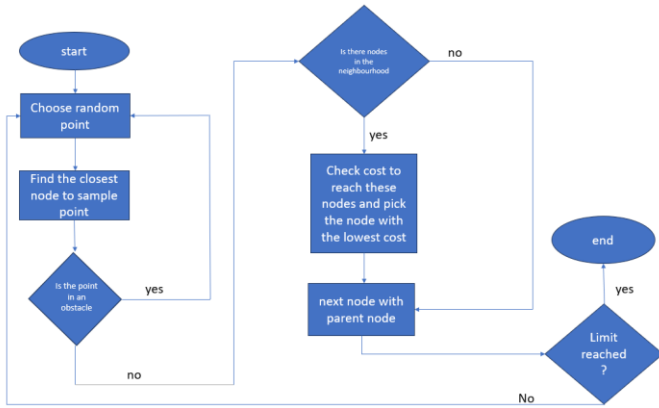 start
Choose random
point
Find the closest
node to sample
point
Is the point
in an
obstacle
yes
no
Is there nodes
in the
neighbourhood
no
yes
Check cost to
reach these
nodes and pick
the node with
the lowest cost
next node with
parent node
Limit
reached
?
yes
end
No